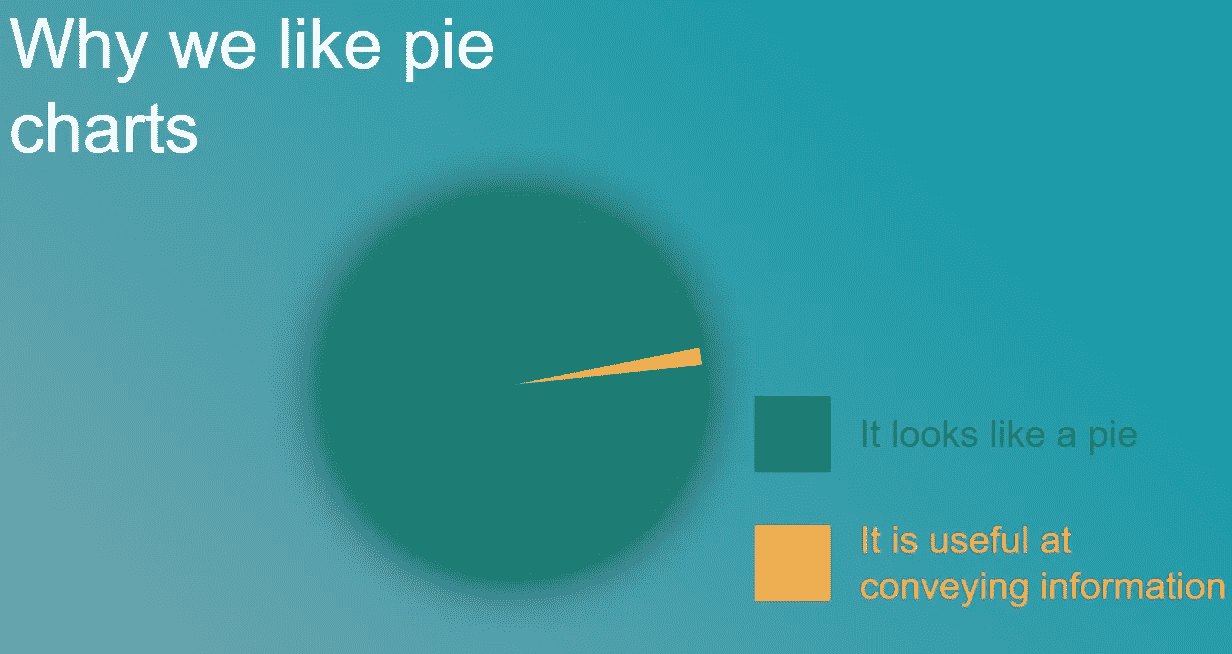 Why we like pie
charts
It looks like a pie
It is useful at
conveying information